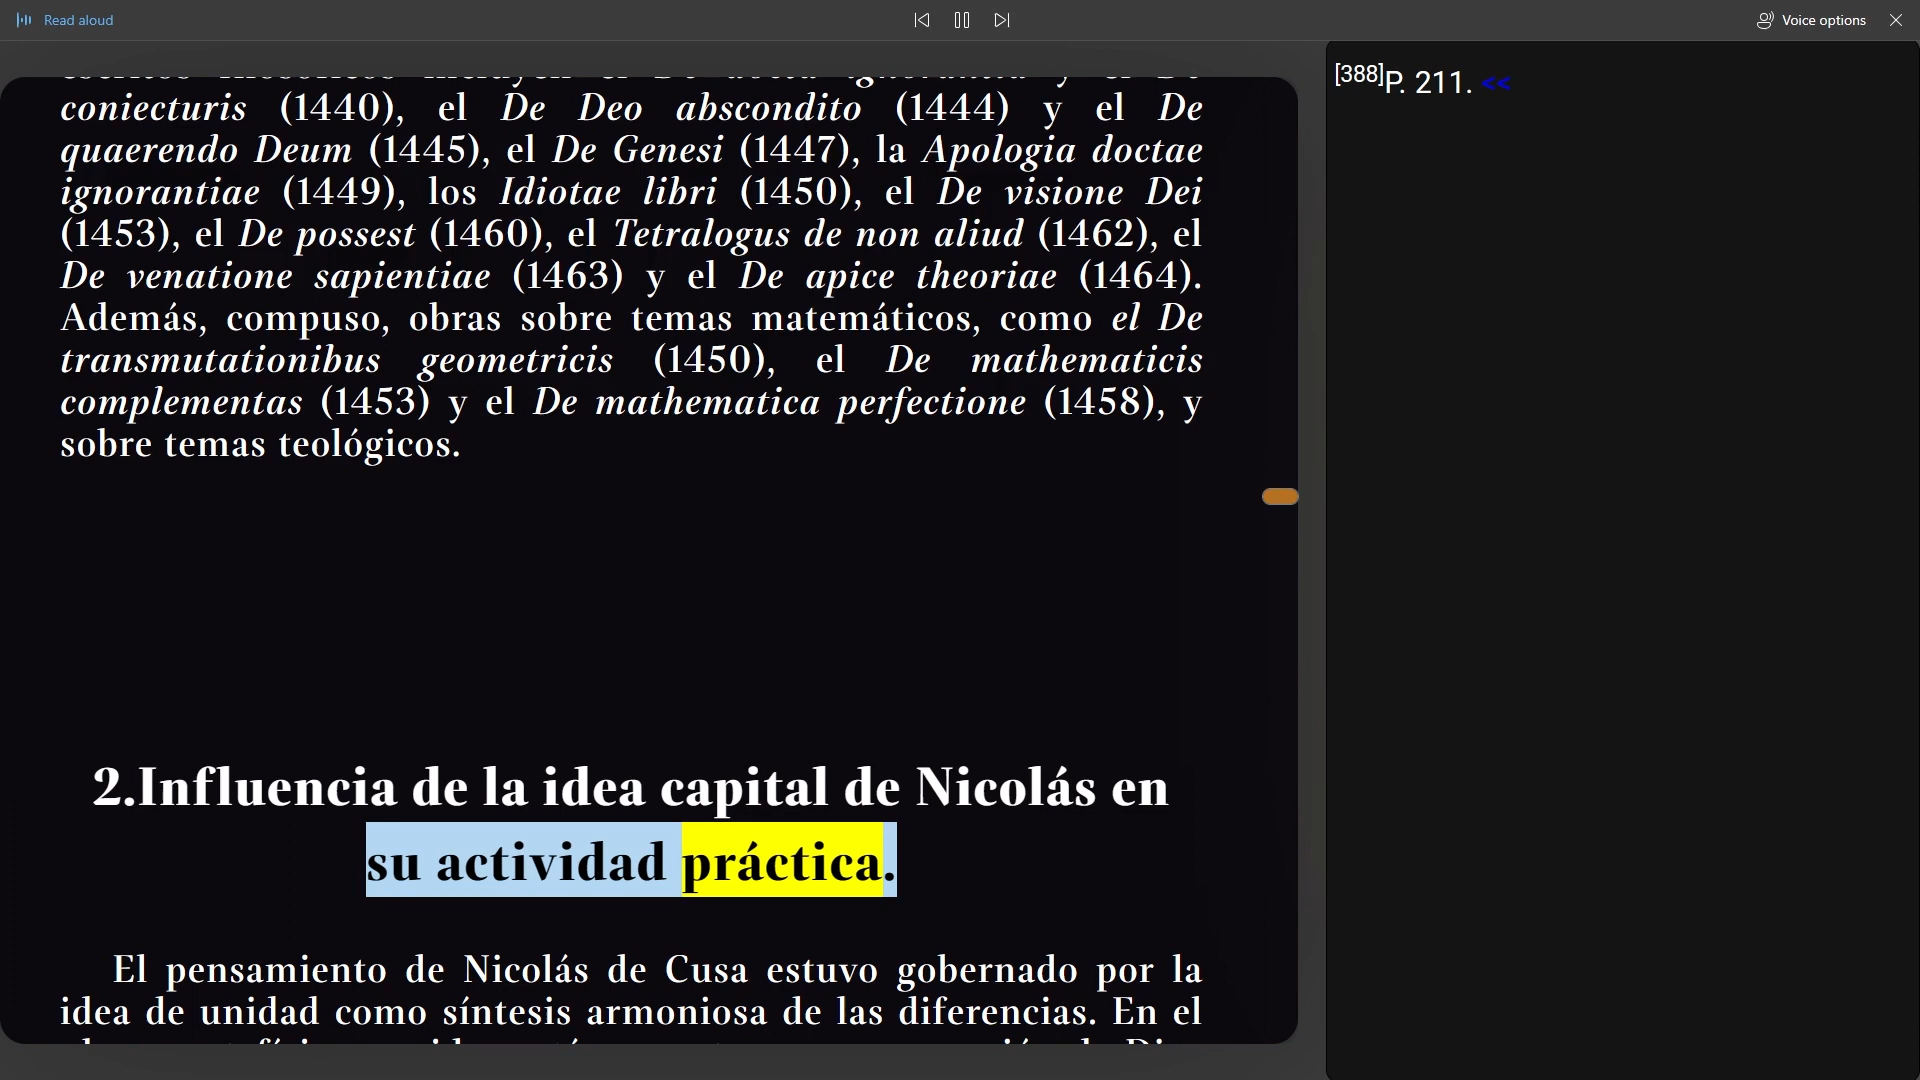 Read aloud
Voice options
coniecturis (1440), el De Deo abscondito (1444) y el De
quaerendo Deum (1445), el De Genesi (1447), la Apologia doctae
ignorantiae (1449), los Idiotae libri (1450), el De visione Dei
(1453), el De possest (1460), el Tetralogus de non aliud (1462), el
De venatione sapientiae (1463) y el De apice theoriae (1464).
Además, compuso, obras sobre temas matemáticos, como el De
transmutationibus geometricis (1450), el De mathematicis
complementas (1453) y el De mathematica perfectione (1458), y
sobre temas teológicos.
2.Influencia de la idea capital de Nicolás en
su actividad práctica.
El pensamiento de Nicolás de Cusa estuvo gobernado por la
idea de unidad como síntesis armoniosa de las diferencias. En el
[388]P. 211. <<